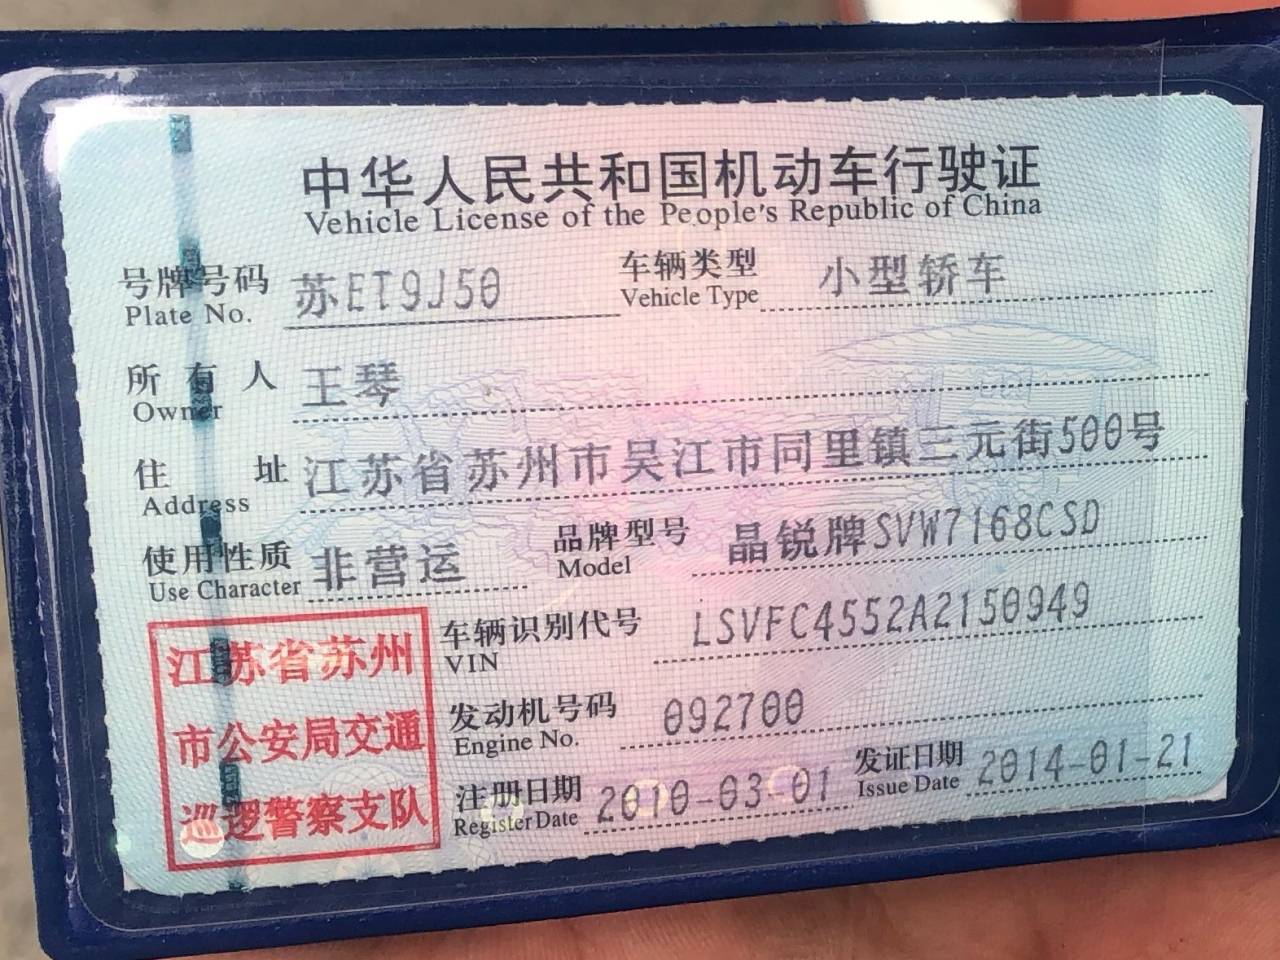 中华人民共和国机动车行驶证
Vehicle License of the People's Republic of China
号牌号码 苏ET9J50 车辆类型 小型轿车
Plate No. Vehicle Type
所有人 王琴
Owner
住址 江苏省苏州市吴江市同里镇三元街500号
Address
使用性质 非营运 品牌型号 晶锐牌SVW7168CSD
Use Character Model
江苏省苏州
市公安局交通
巡逻警察支队
车辆识别代号 LSVFC4552A2150949
VIN
发动机号码 092700
Engine No.
注册日期 2010-03-01 发证日期 2014-01-21
Register Date Issue Date